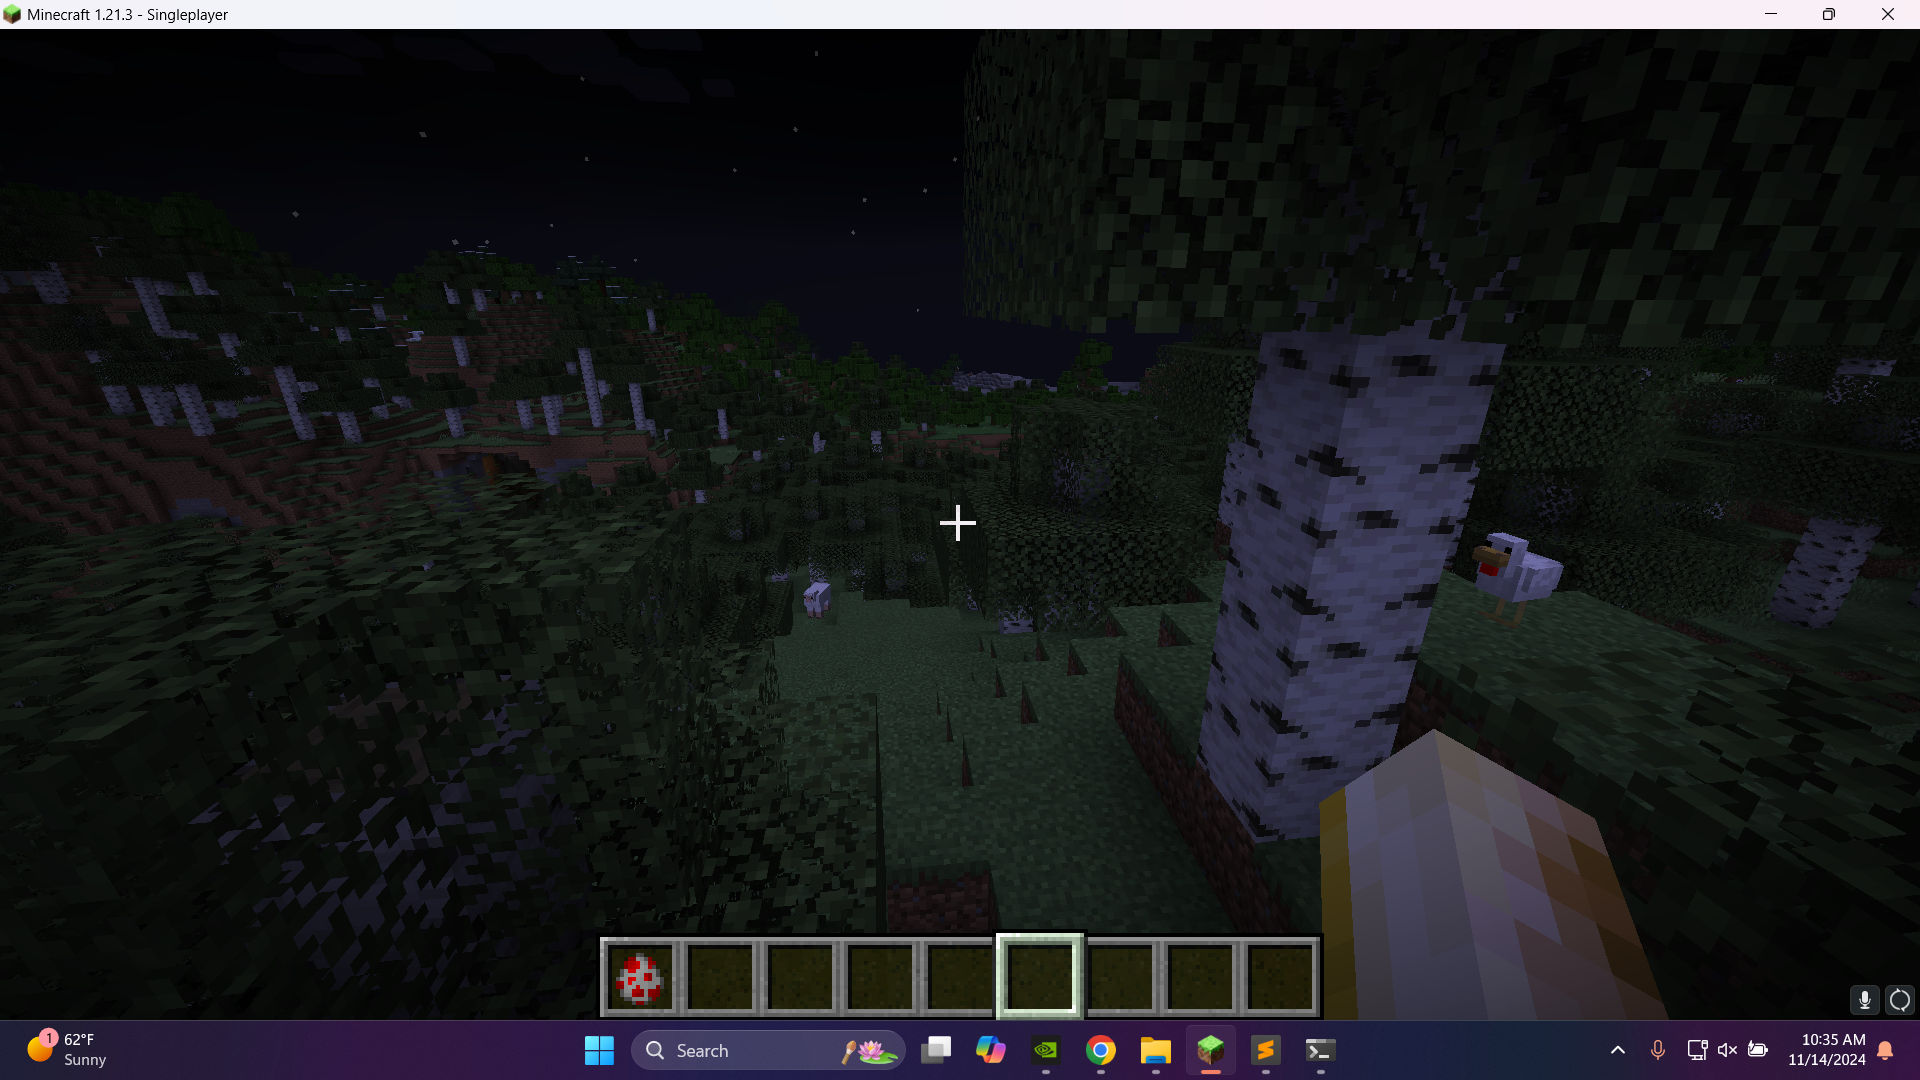 Minecraft 1.21.3 - Singleplayer
1
62°F
Sunny
Search
10:35 AM
11/14/2024